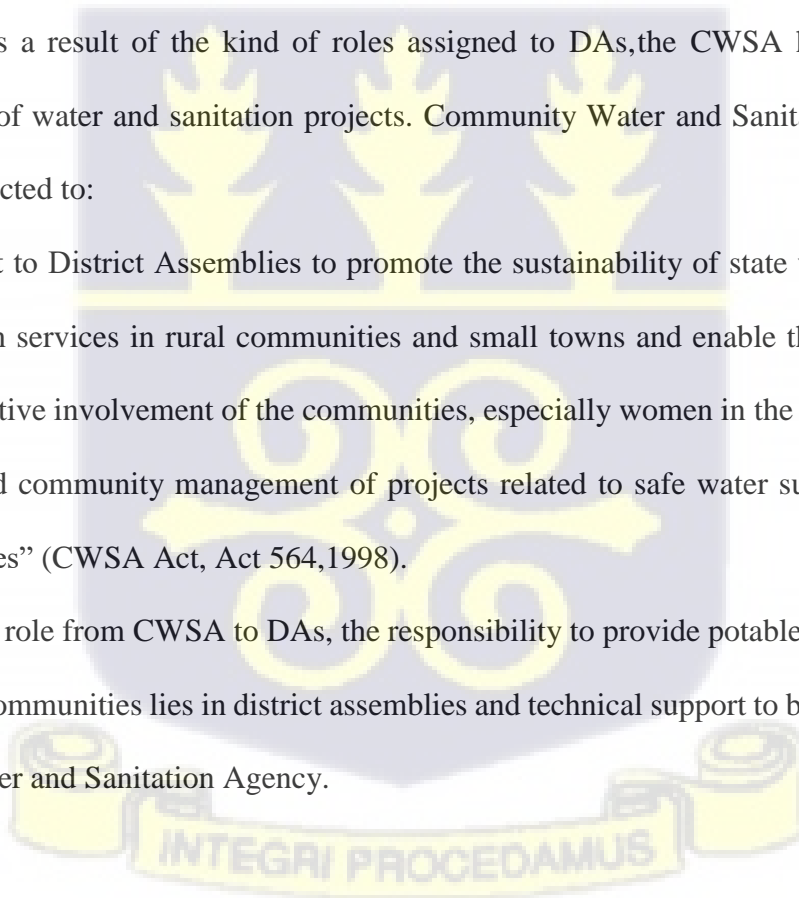 s a result of the kind of roles assigned to DAs,the CWSA
of water and sanitation projects. Community Water and Sanita
cted to:
t to District Assemblies to promote the sustainability of state
n services in rural communities and small towns and enable th
tive involvement of the communities, especially women in the
d community management of projects related to safe water su
es” (CWSA Act, Act 564,1998).
role from CWSA to DAs, the responsibility to provide potable
ommunities lies in district assemblies and technical support to b
er and Sanitation Agency.
INTEGRI PROCEDAMUS